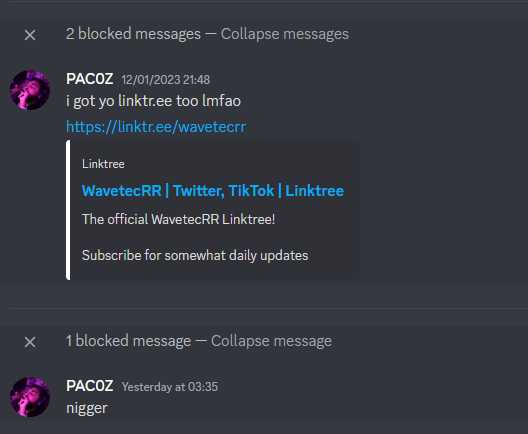 2 blocked messages — Collapse messages
PAC0Z 12/01/2023 21:48
i got yo linktr.ee too lmfao
https://linktr.ee/wavetecrr
Linktree
WavetecRR | Twitter, TikTok | Linktree
The official WavetecRR Linktree!
Subscribe for somewhat daily updates
1 blocked message — Collapse message
PAC0Z Yesterday at 03:35
nigger